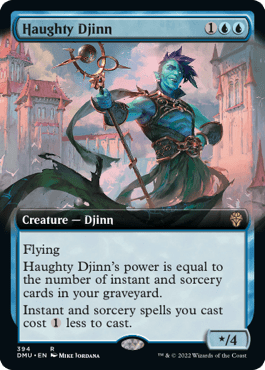 Haughty Djinn 1
Creature — Djinn
Flying
Haughty Djinn's power is equal to
the number of instant and sorcery
cards in your graveyard.
Instant and sorcery spells you cast
cost 1 less to cast.
*/4
394 R
DMU • EN Mike Jordana
™ & © 2022 Wizards of the Coast